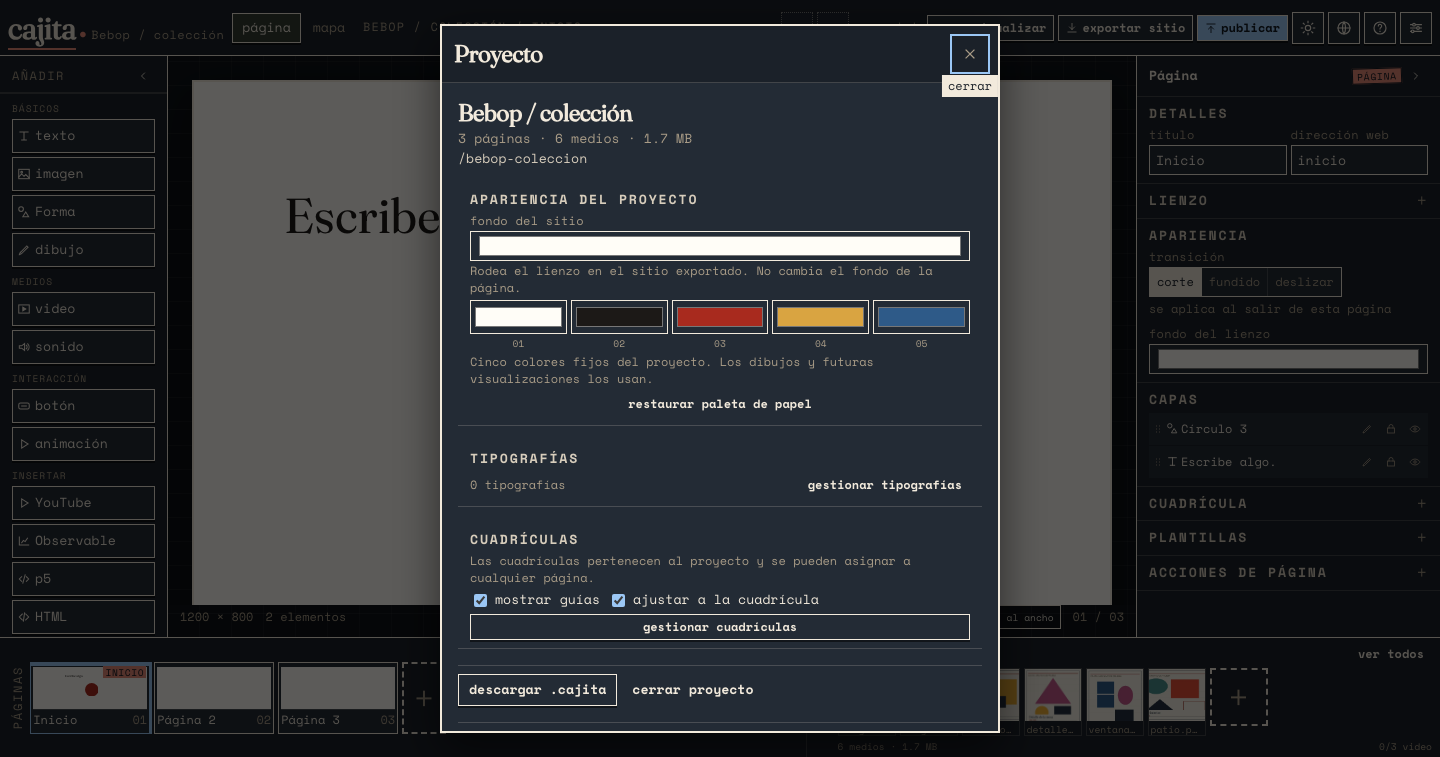 cajita
Bebop / colección
página
mapa
BEBOP / C
exportar sitio
publicar
AÑADIR
BÁSICOS
texto
imagen
Forma
dibujo
MEDIOS
video
sonido
INTERACCIÓN
botón
animación
INSERTAR
YouTube
Observable
p5
HTML
Escribe
1200 × 800 2 elementos
al ancho
01 / 03
Proyecto
cerrar
Bebop / colección
3 páginas · 6 medios · 1.7 MB
/bebop-coleccion
APARIENCIA DEL PROYECTO
fondo del sitio
Rodea el lienzo en el sitio exportado. No cambia el fondo de la
página.
01 02 03 04 05
Cinco colores fijos del proyecto. Los dibujos y futuras
visualizaciones los usan.
restaurar paleta de papel
TIPOGRAFÍAS
0 tipografías
gestionar tipografías
CUADRÍCULAS
Las cuadrículas pertenecen al proyecto y se pueden asignar a
cualquier página.
mostrar guías
ajustar a la cuadrícula
gestionar cuadrículas
descargar .cajita
cerrar proyecto
Página
PÁGINA
DETALLES
título
dirección web
Inicio
inicio
LIENZO
APARIENCIA
transición
corte
fundido
deslizar
se aplica al salir de esta página
fondo del lienzo
CAPAS
Círculo 3
Escribe algo.
CUADRÍCULA
PLANTILLAS
ACCIONES DE PÁGINA
PÁGINAS
INICIO
Inicio 01
Página 2 02
Página 3 03
ver todos
detalle…
ventana…
patio.p…
6 medios · 1.7 MB
0/3 video